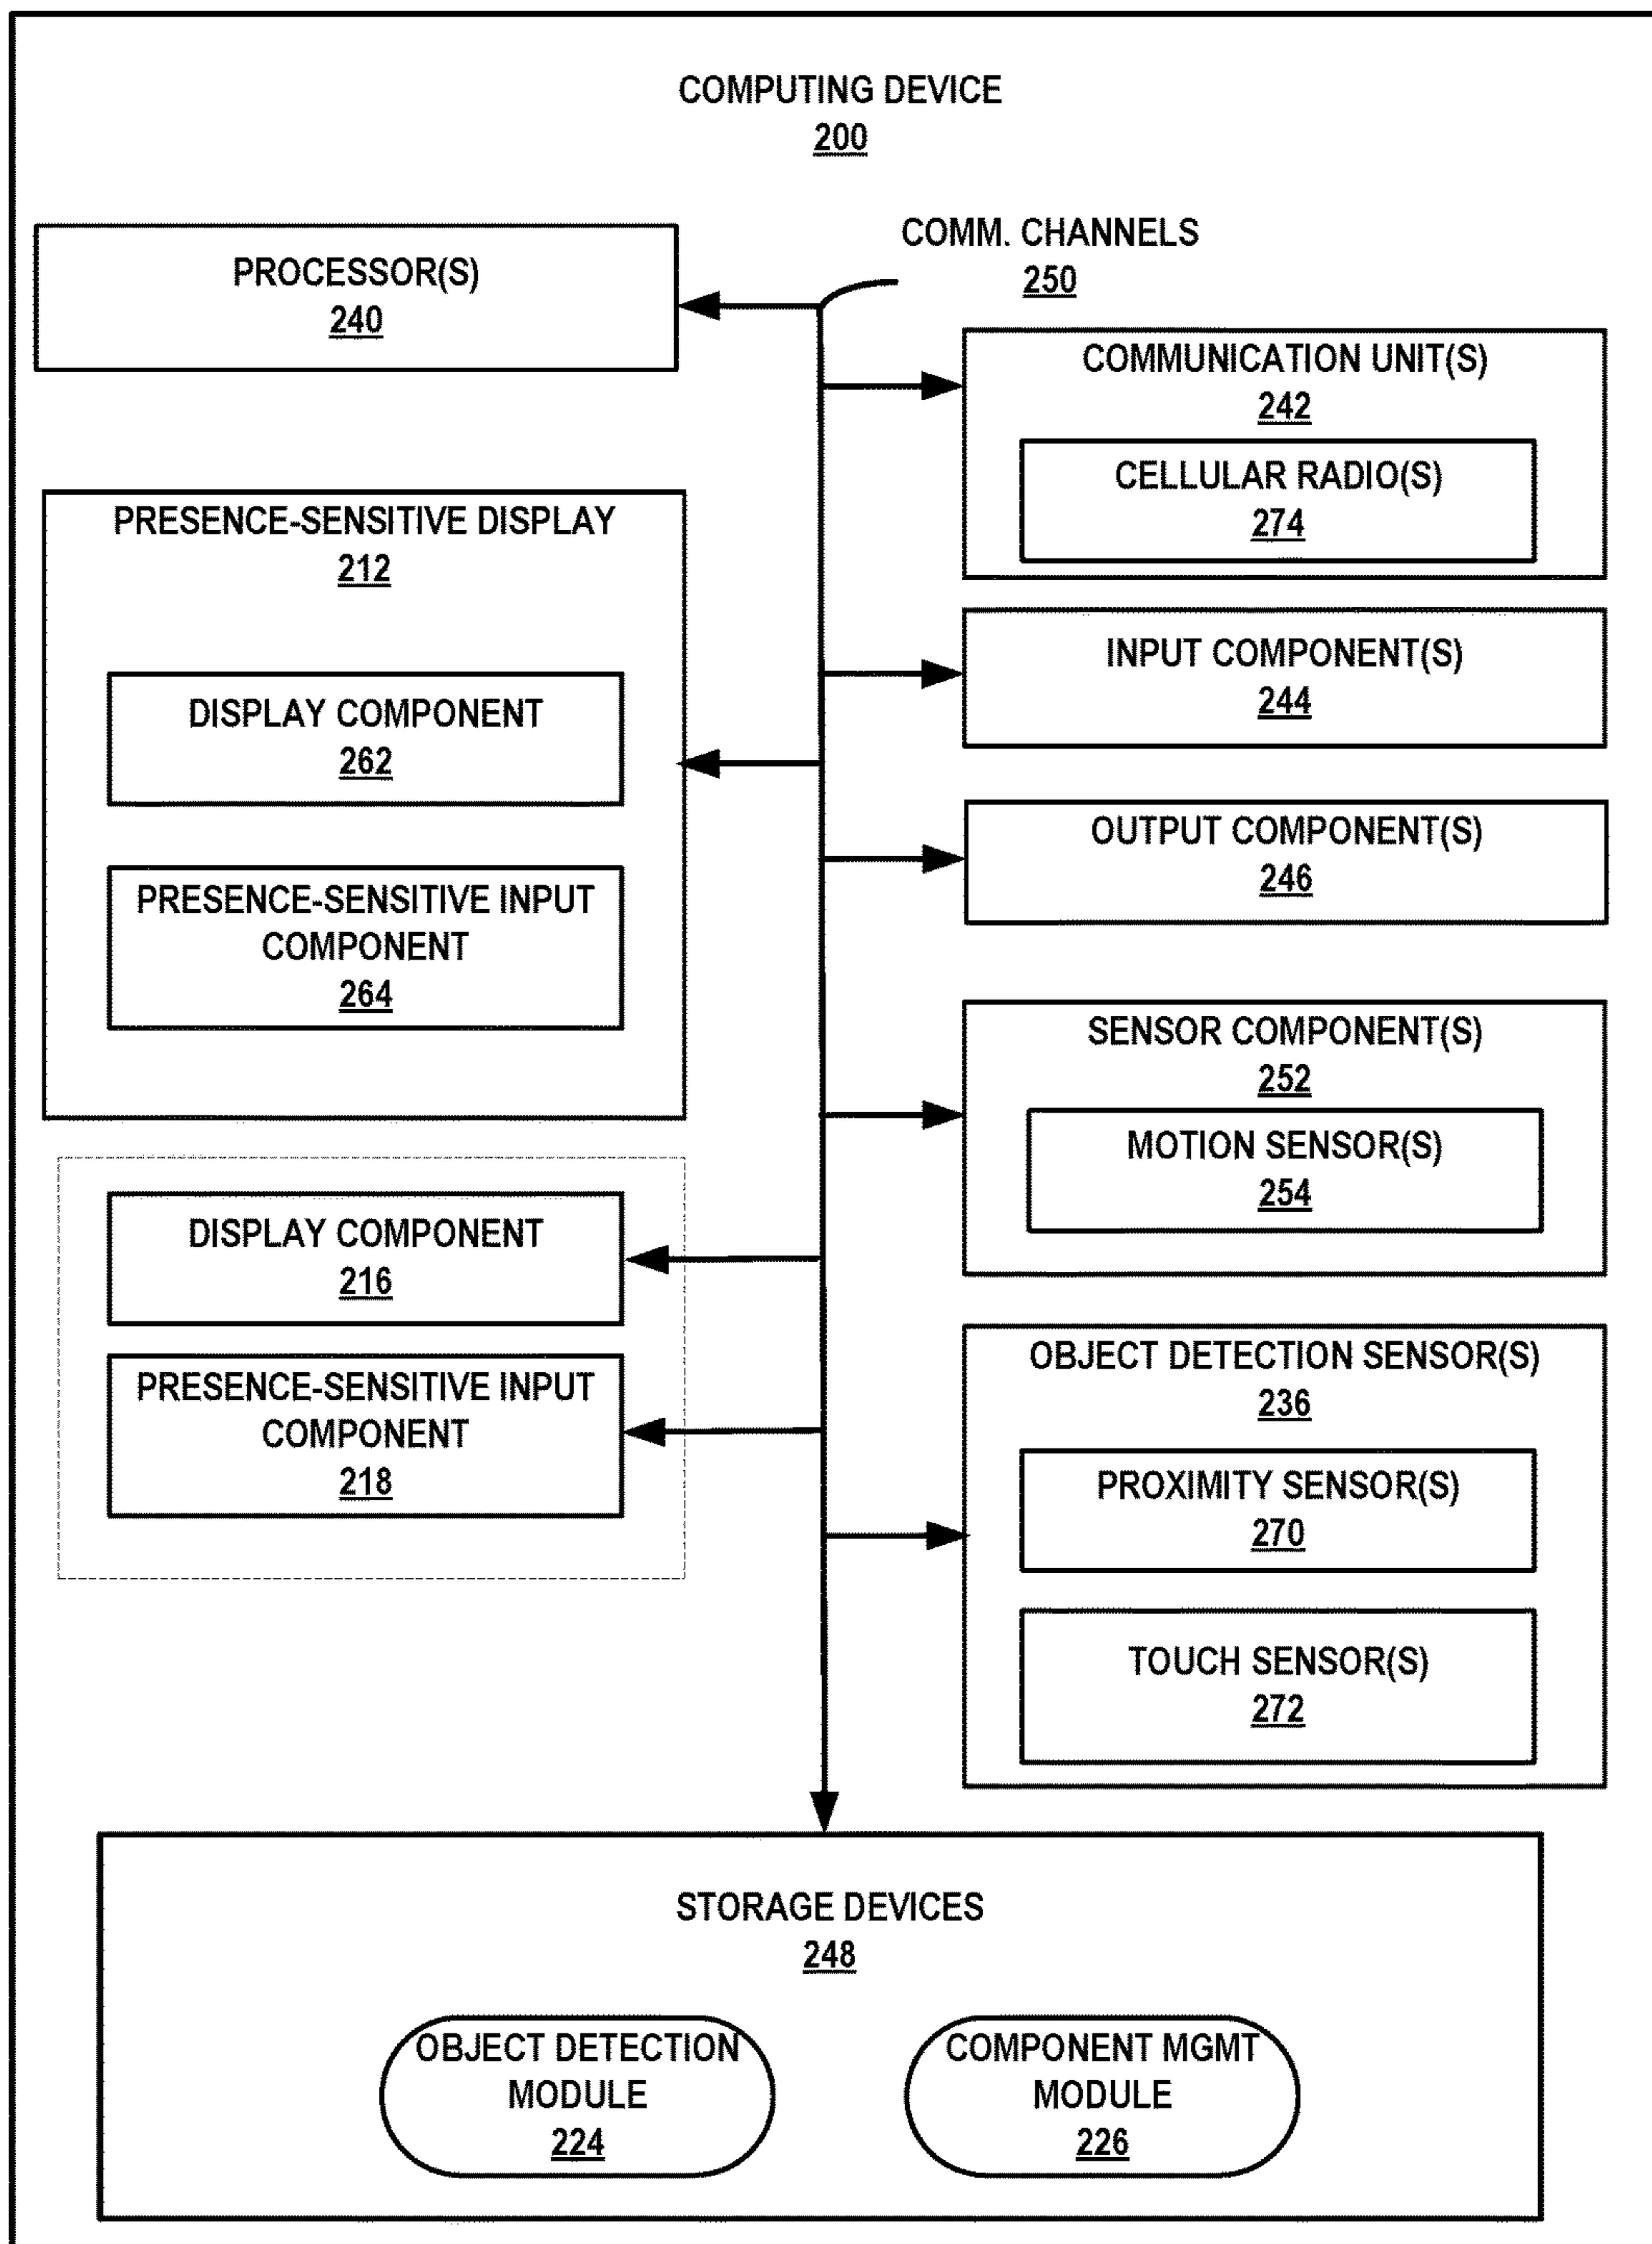 COMPUTING DEVICE
200
PROCESSOR(S)
240
COMM. CHANNELS
250
COMMUNICATION UNIT(S)
242
CELLULAR RADIO(S)
274
PRESENCE-SENSITIVE DISPLAY
212
DISPLAY COMPONENT
262
PRESENCE-SENSITIVE INPUT
COMPONENT
264
INPUT COMPONENT(S)
244
OUTPUT COMPONENT(S)
246
SENSOR COMPONENT(S)
252
MOTION SENSOR(S)
254
DISPLAY COMPONENT
216
PRESENCE-SENSITIVE INPUT
COMPONENT
218
OBJECT DETECTION SENSOR(S)
236
PROXIMITY SENSOR(S)
270
TOUCH SENSOR(S)
272
STORAGE DEVICES
248
OBJECT DETECTION
MODULE
224
COMPONENT MGMT
MODULE
226